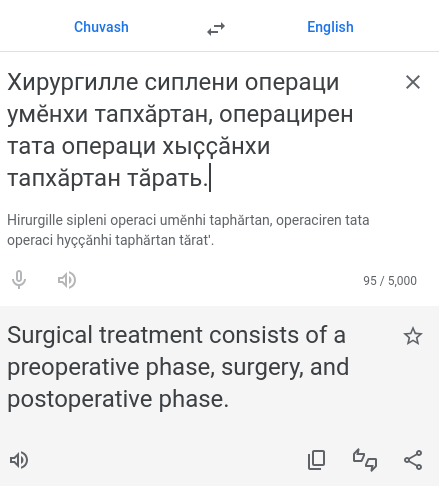 Chuvash English
Хирургилле сиплени операци
умӗнхи тапхӑртан, операцирен
тата операци хыҫҫӑнхи
тапхӑртан тӑрать.
Hirurgille sipleni operaci umĕnhi taphărtan, operaciren tata
operaci hyççănhi taphărtan tărat'.
95 / 5,000
Surgical treatment consists of a
preoperative phase, surgery, and
postoperative phase.